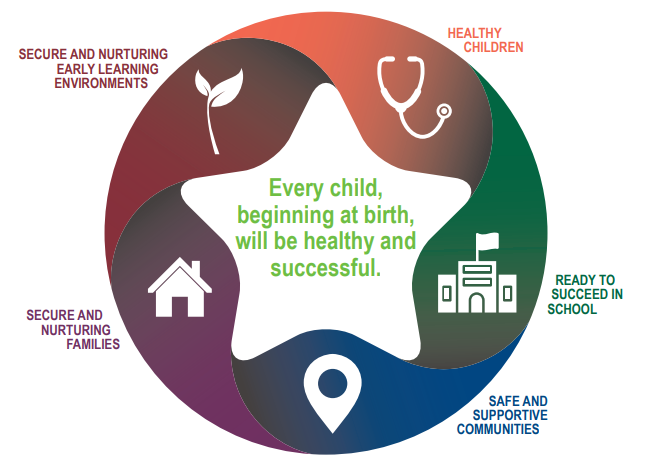 SECURE AND NURTURING
EARLY LEARNING
ENVIRONMENTS
HEALTHY
CHILDREN
Every child,
beginning at birth,
will be healthy and
successful.
READY TO
SUCCEED IN
SCHOOL
SECURE AND
NURTURING
FAMILIES
SAFE AND
SUPPORTIVE
COMMUNITIES